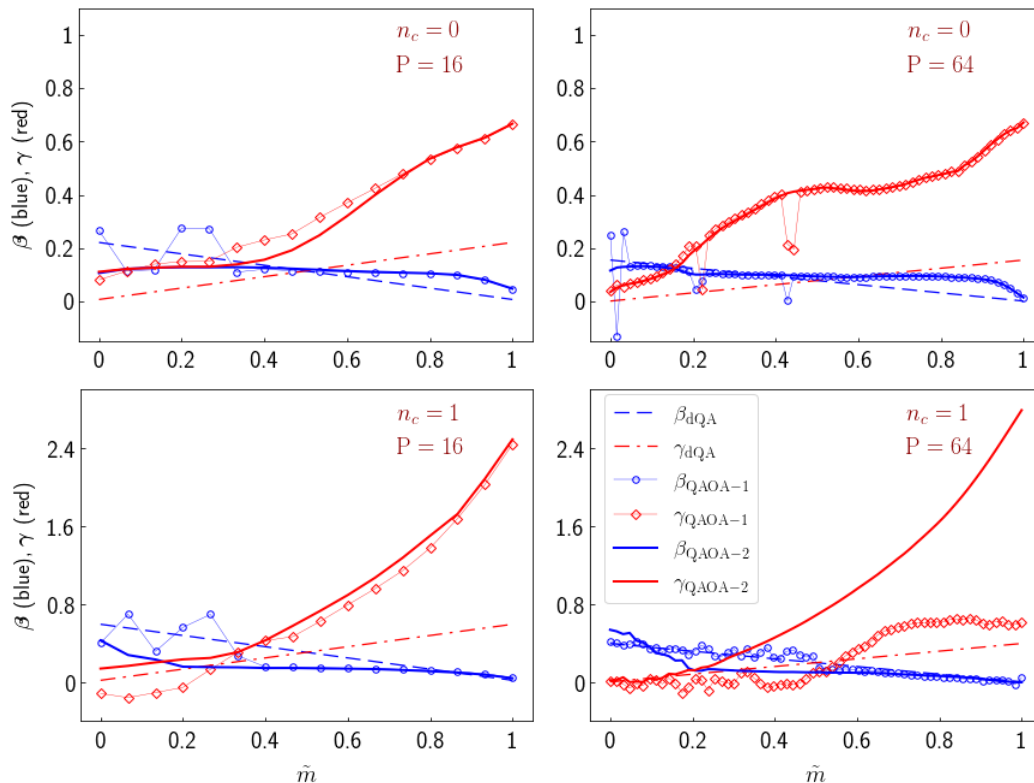 n_c = 0
P = 16
n_c = 0
P = 64
β (blue), γ (red)
1
0.8
0.6
0.4
0.2
0
0 0.2 0.4 0.6 0.8 1
1
0.8
0.6
0.4
0.2
0
0 0.2 0.4 0.6 0.8 1
n_c = 1
P = 16
n_c = 1
P = 64
β (blue), γ (red)
2.4
1.6
0.8
0
0 0.2 0.4 0.6 0.8 1
m̃
2.4
1.6
0.8
0
β_dQA
γ_dQA
β_QAOA−1
γ_QAOA−1
β_QAOA−2
γ_QAOA−2
0 0.2 0.4 0.6 0.8 1
m̃